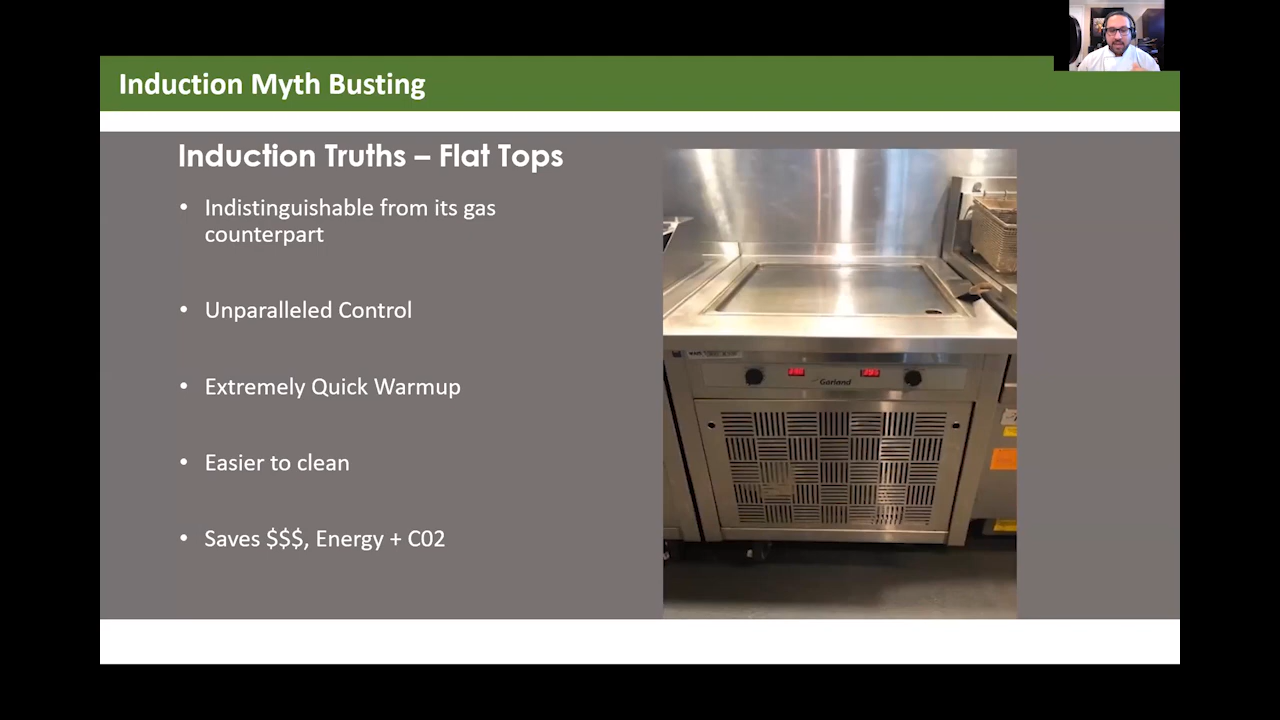 Induction Myth Busting
Induction Truths – Flat Tops
• Indistinguishable from its gas
counterpart
• Unparalleled Control
• Extremely Quick Warmup
• Easier to clean
• Saves $$$, Energy + C02
Garland